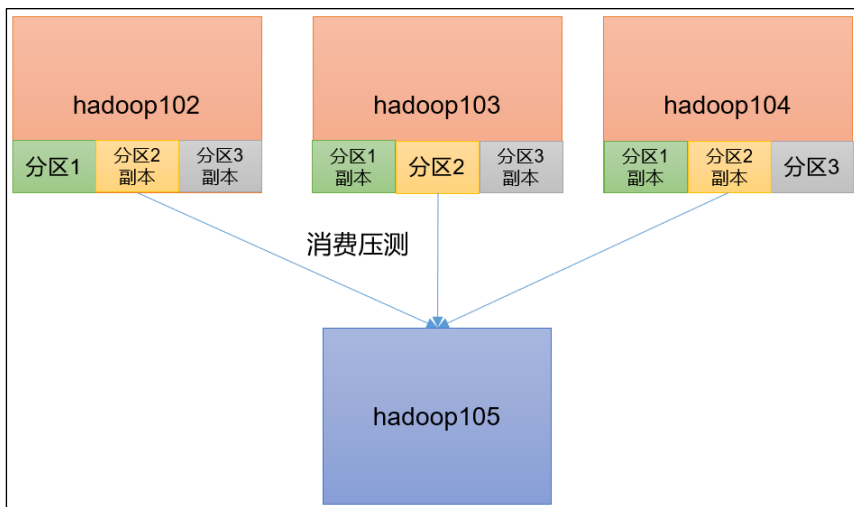 hadoop102
hadoop103
hadoop104
分区1
分区2
副本
分区3
副本
分区1
副本
分区2
分区3
副本
分区1
副本
分区2
副本
分区3
消费压测
hadoop105